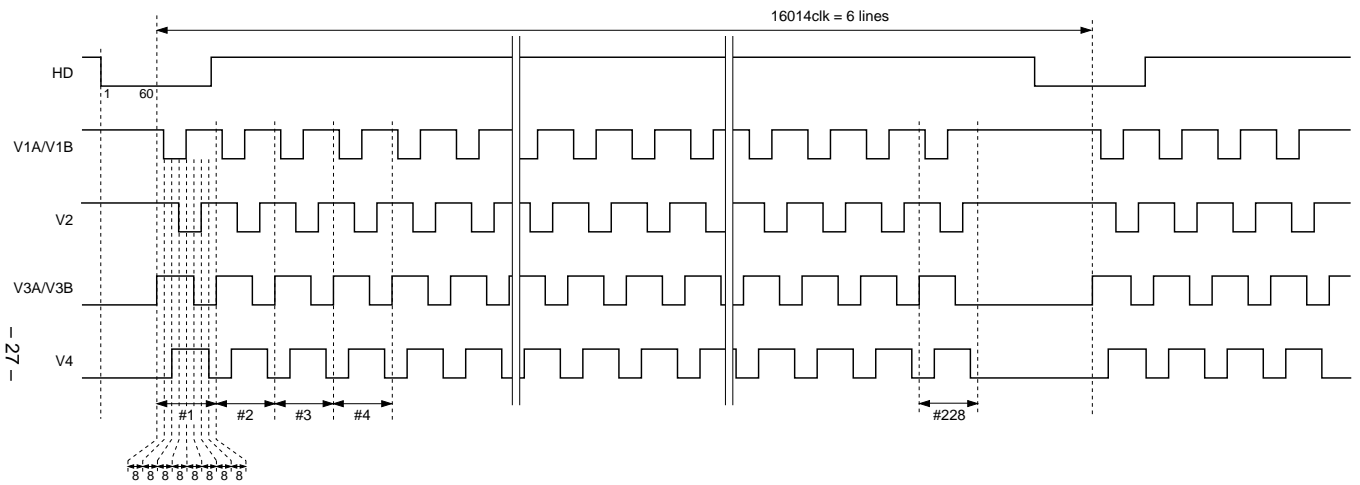 16014clk = 6 lines
HD
1 60
V1A/V1B
V2
V3A/V3B
V4
#1 #2 #3 #4 #228
8 8 8 8 8 8 8 8
– 27 –